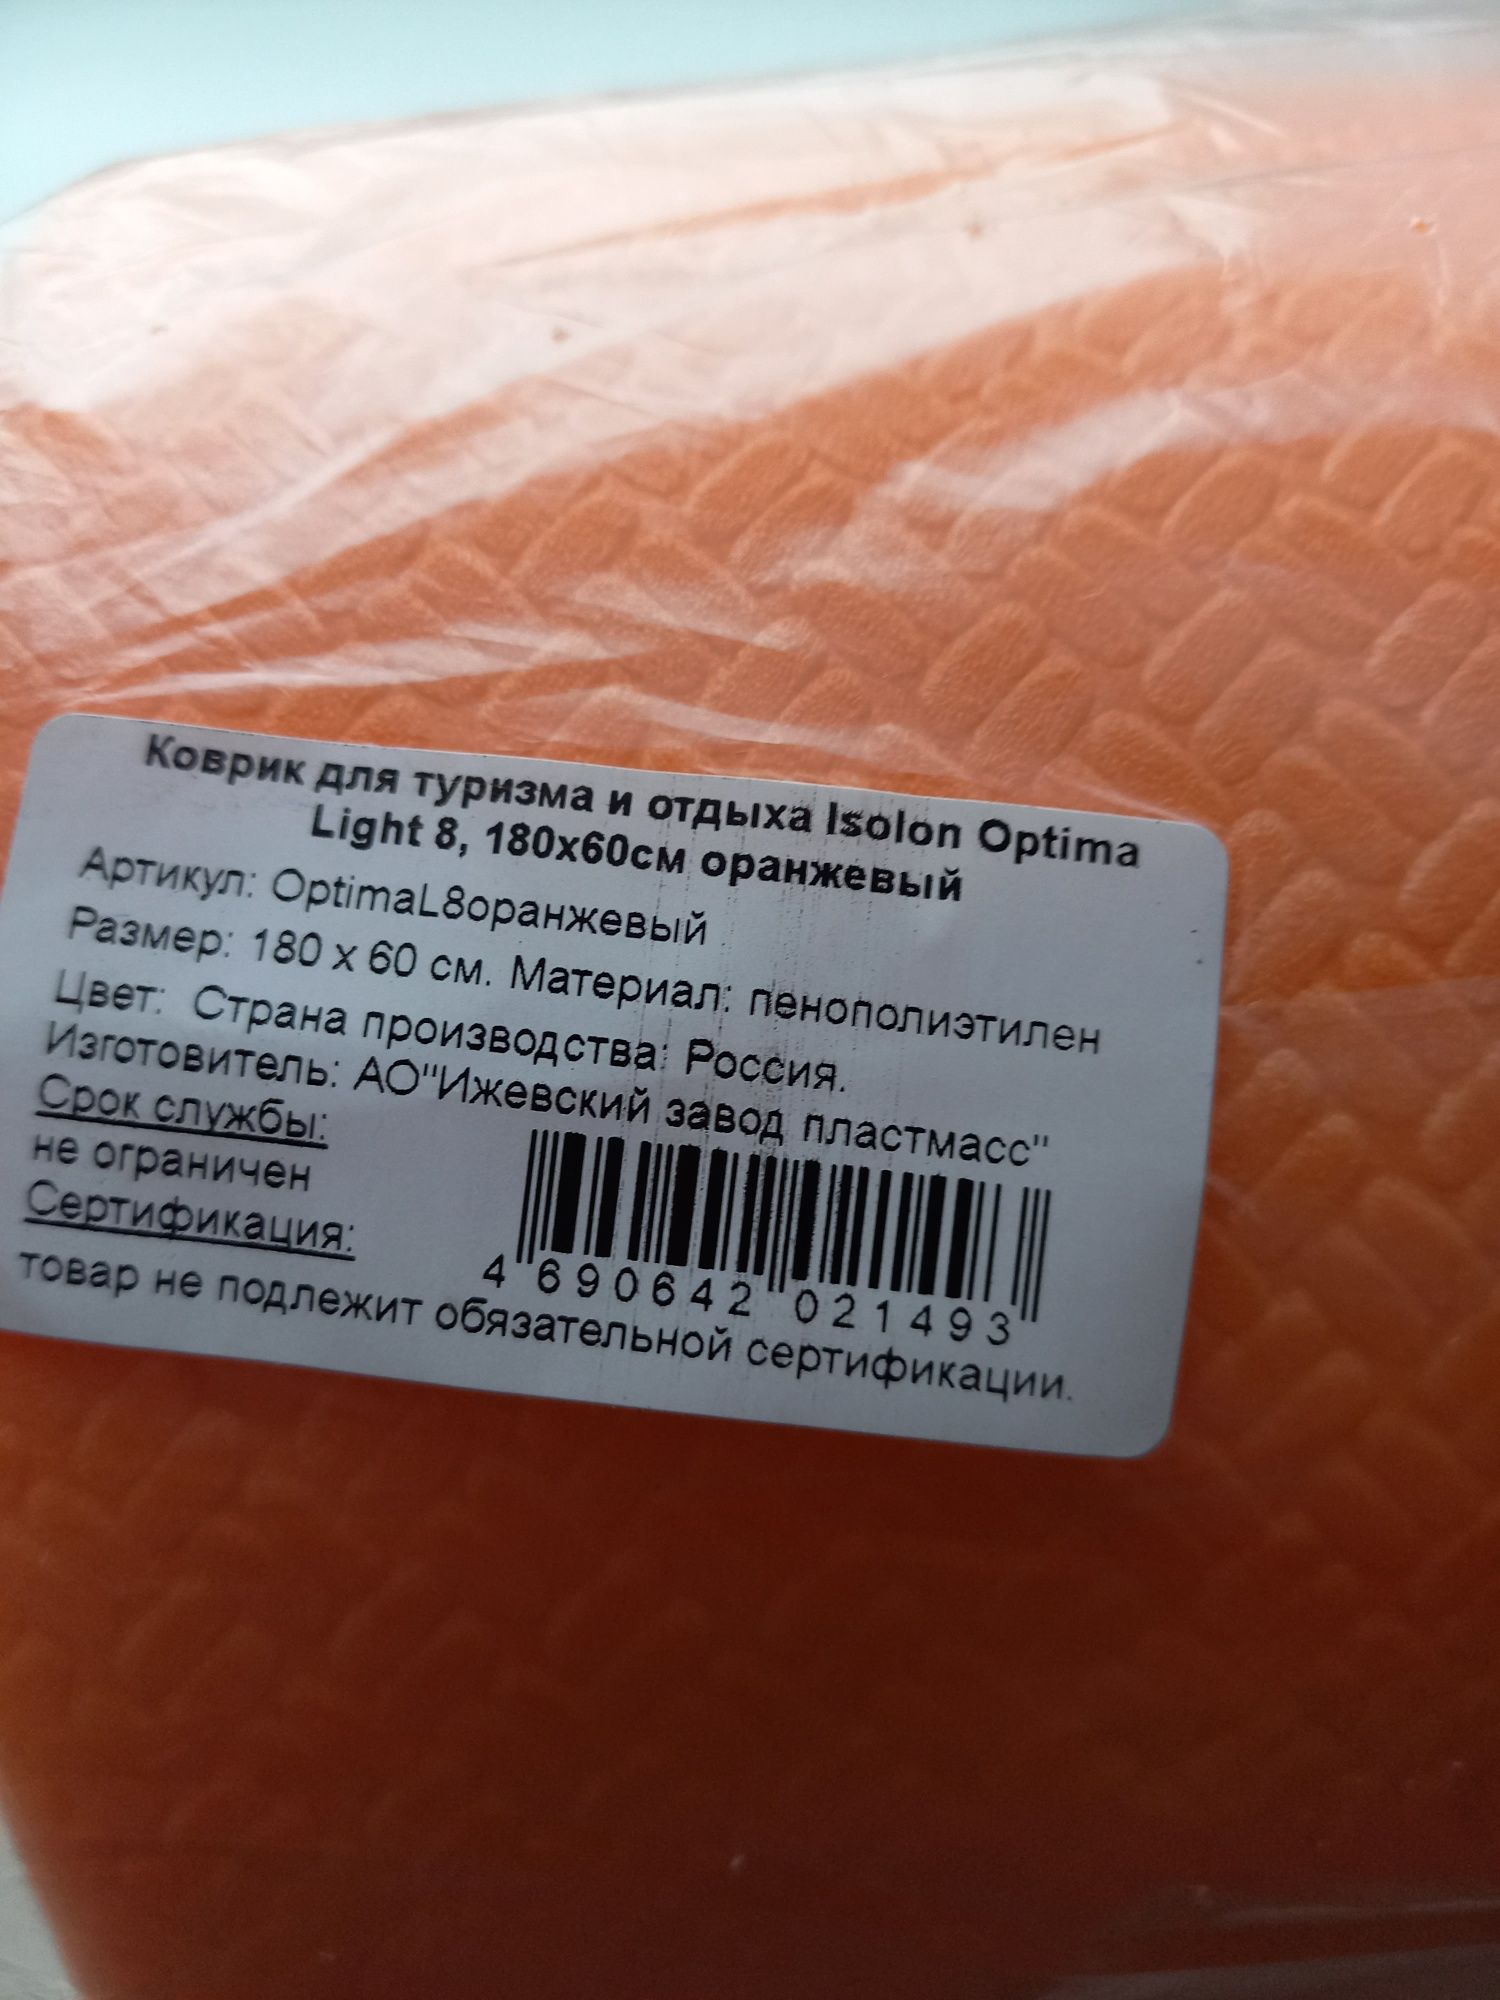 Коврик для туризма и отдыха Isolon Optima
Light 8, 180х60см оранжевый
Артикул: OptimaL8оранжевый
Размер: 180 х 60 см. Материал: пенополиэтилен
Цвет: Страна производства: Россия.
Изготовитель: АО"Ижевский завод пластмасс"
Срок службы:
не ограничен
Сертификация:
4 690642 021493
товар не подлежит обязательной сертификации.